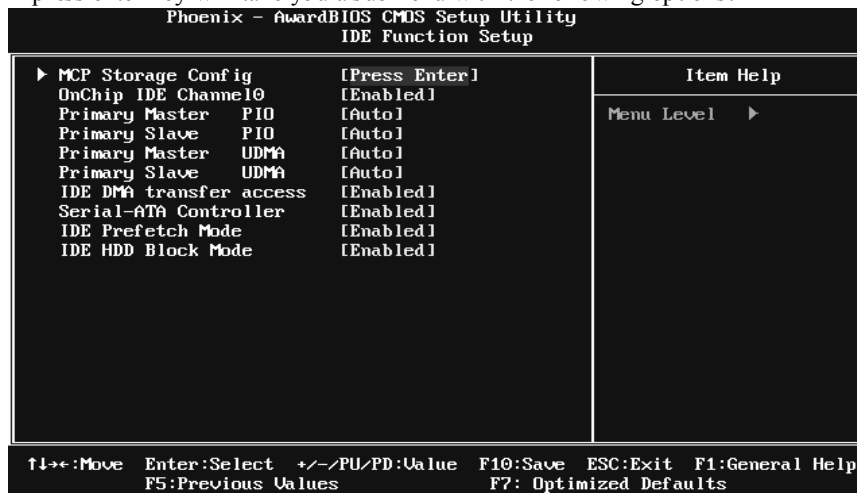 Phoenix - AwardBIOS CMOS Setup Utility
IDE Function Setup
▶ MCP Storage Config [Press Enter]
OnChip IDE Channel0 [Enabled]
Primary Master PIO [Auto]
Primary Slave PIO [Auto]
Primary Master UDMA [Auto]
Primary Slave UDMA [Auto]
IDE DMA transfer access [Enabled]
Serial-ATA Controller [Enabled]
IDE Prefetch Mode [Enabled]
IDE HDD Block Mode [Enabled]
Item Help
Menu Level ▶
↑↓→←:Move Enter:Select +/-/PU/PD:Value F10:Save ESC:Exit F1:General Help
F5:Previous Values F7: Optimized Defaults